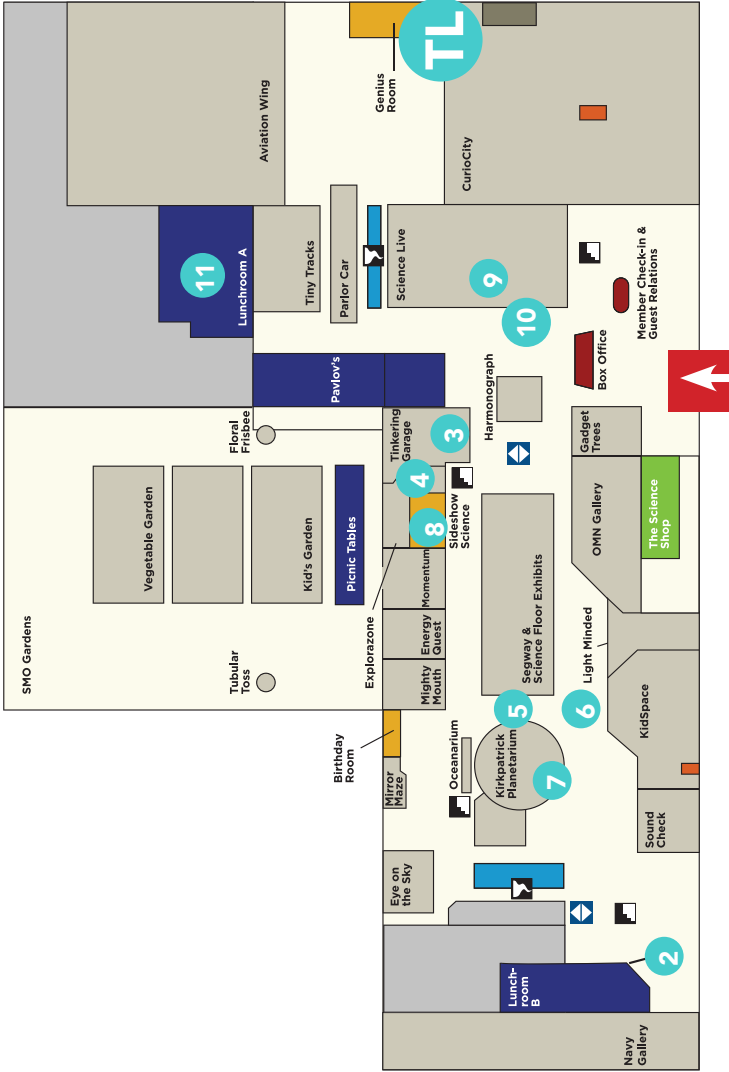 SMO Gardens
Vegetable Garden
Kid's Garden
Picnic Tables
Tubular
Toss
Floral
Frisbee
Aviation Wing
Lunchroom A
11
Tiny Tracks
Parlor Car
Pavlov's
Genius
Room
TL
CurioCity
Science Live
9
10
Member Check-in &
Guest Relations
Box Office
Harmonograph
Tinkering
Garage
3
4
8
Sideshow
Science
Explorazone
Momentum
Energy
Quest
Mighty
Mouth
Birthday
Room
Mirror
Maze
Oceanarium
Kirkpatrick
Planetarium
5
6
7
Segway &
Science Floor Exhibits
Gadget
Trees
OMN Gallery
The Science
Shop
Light Minded
KidSpace
Sound
Check
Eye on
the Sky
Lunch-
room
B
2
Navy
Gallery